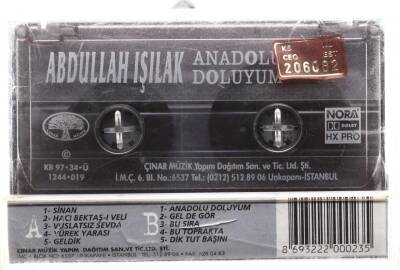 ABDULLAH IŞILAK
ANADOLU
DOLUYUM
206082
NORA
DOLBY
HX PRO
KB 97-34-Ü
1244-019
ÇINAR MÜZİK Yapım Dağıtım San. ve Tic. Ltd. Şti.
İ.M.Ç. 6. Bl. No:6537 Tel: (0212) 512.89 06 Unkapanı-İSTANBUL
A
1- SİNAN
2- HACI BEKTAŞ-I VELİ
3- VUSLATSIZ SEVDA
4- YÜREK YARASI
5- GELDİK
B
1- ANADOLU DOLUYUM
2- GEL DE GÖR
3- BU SIRA
4- BU TOPRAKTA
5- DİK TUT BAŞINI
ÇINAR MÜZİK YAPIM, DAĞITIM SAN. VE TİC. LTD. ŞTİ.
8 693222 000235